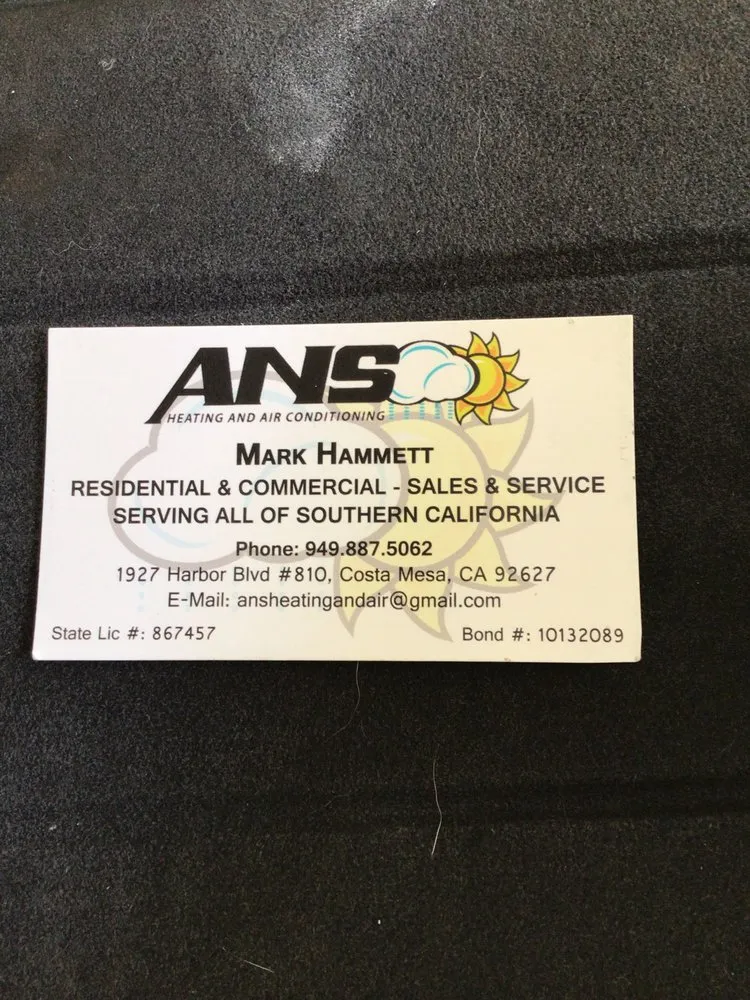 ANS
HEATING AND AIR CONDITIONING
MARK HAMMETT
RESIDENTIAL & COMMERCIAL - SALES & SERVICE
SERVING ALL OF SOUTHERN CALIFORNIA
Phone: 949.887.5062
1927 Harbor Blvd #810, Costa Mesa, CA 92627
E-Mail: ansheatingandair@gmail.com
State Lic #: 867457
Bond #: 10132089